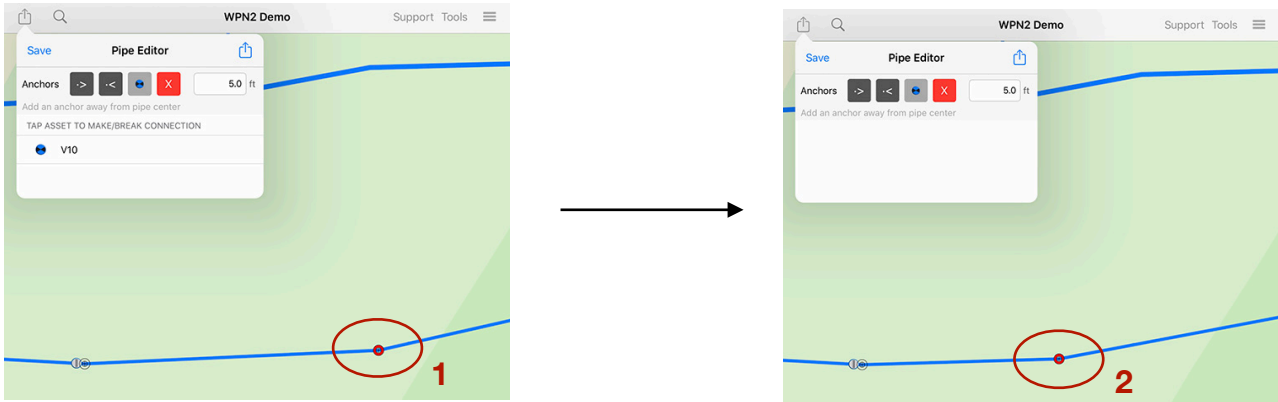 WPN2 Demo
Support Tools
Save Pipe Editor
Anchors ·> ·< X 5.0 ft
Add an anchor away from pipe center
TAP ASSET TO MAKE/BREAK CONNECTION
V10
1
WPN2 Demo
Support Tools
Save Pipe Editor
Anchors ·> ·< X 5.0 ft
Add an anchor away from pipe center
2